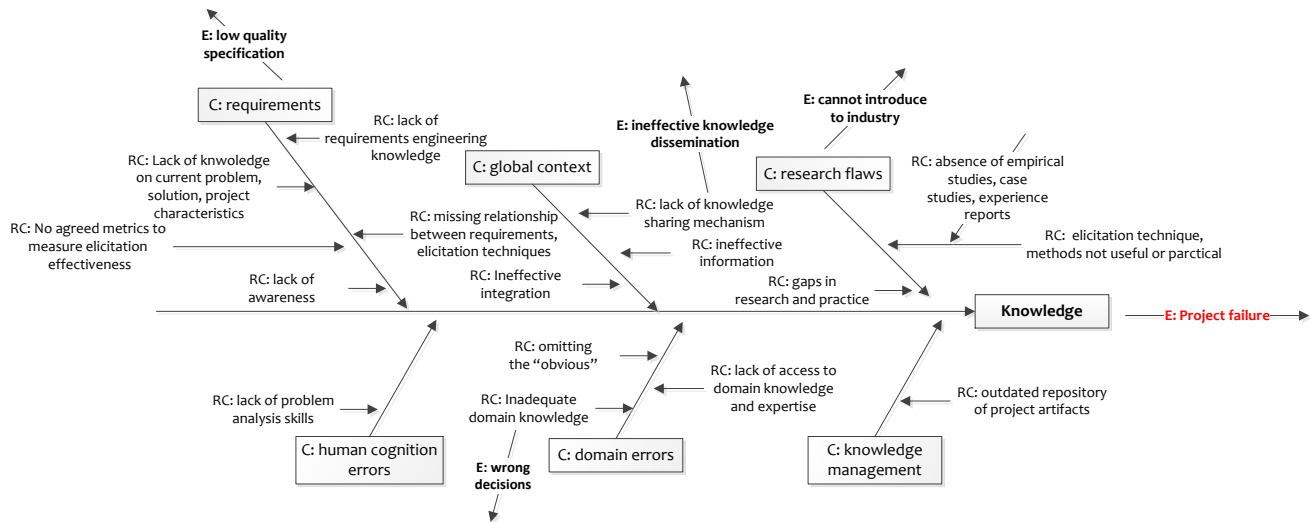 E: low quality
specification
C: requirements
RC: lack of
requirements engineering
knowledge
RC: Lack of knwoledge
on current problem,
solution, project
characteristics
RC: No agreed metrics to
measure elicitation
effectiveness
RC: missing relationship
between requirements,
elicitation techniques
RC: lack of
awareness
E: ineffective knowledge
dissemination
C: global context
RC: lack of knowledge
sharing mechanism
RC: ineffective
information
RC: Ineffective
integration
E: cannot introduce
to industry
C: research flaws
RC: absence of empirical
studies, case
studies, experience
reports
RC: elicitation technique,
methods not useful or parctical
RC: gaps in
research and practice
Knowledge
E: Project failure
RC: lack of problem
analysis skills
C: human cognition
errors
RC: omitting
the “obvious”
RC: lack of access to
domain knowledge
and expertise
RC: Inadequate
domain knowledge
E: wrong
decisions
C: domain errors
RC: outdated repository
of project artifacts
C: knowledge
management